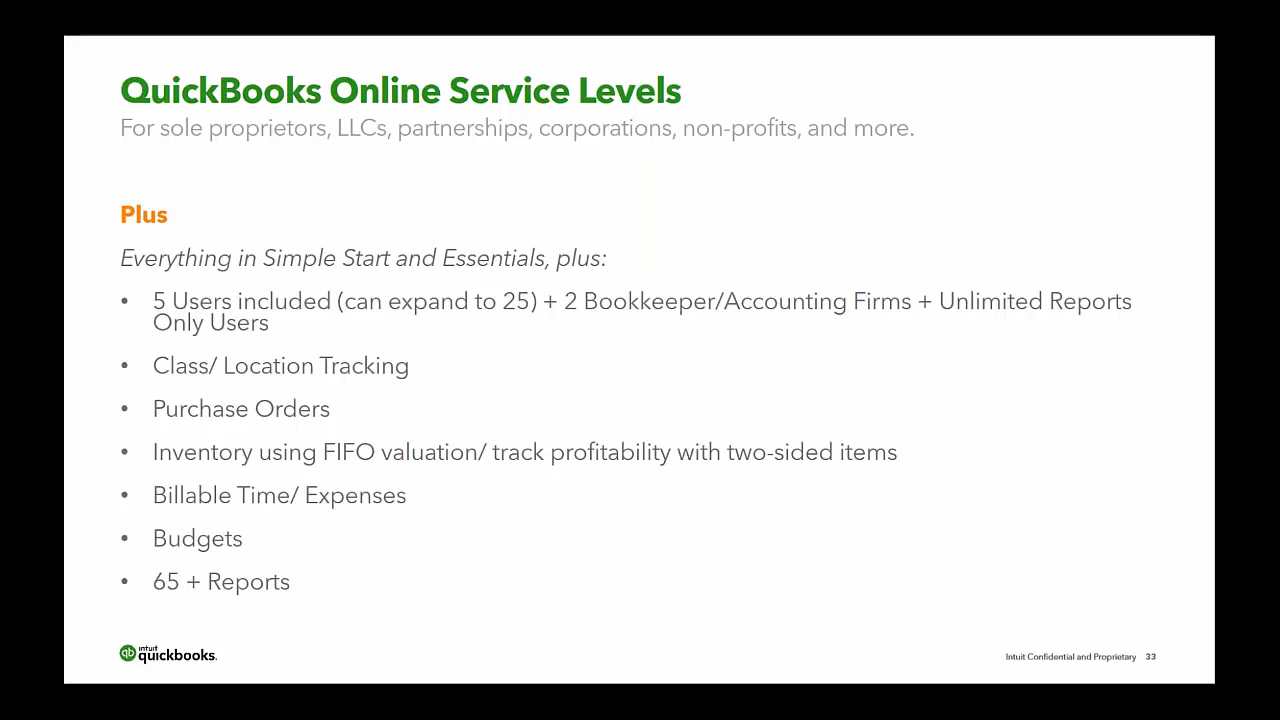 QuickBooks Online Service Levels
For sole proprietors, LLCs, partnerships, corporations, non-profits, and more.
Plus
Everything in Simple Start and Essentials, plus:
• 5 Users included (can expand to 25) + 2 Bookkeeper/Accounting Firms + Unlimited Reports
Only Users
• Class/ Location Tracking
• Purchase Orders
• Inventory using FIFO valuation/ track profitability with two-sided items
• Billable Time/ Expenses
• Budgets
• 65 + Reports
qb intuit
quickbooks.
Intuit Confidential and Proprietary 33